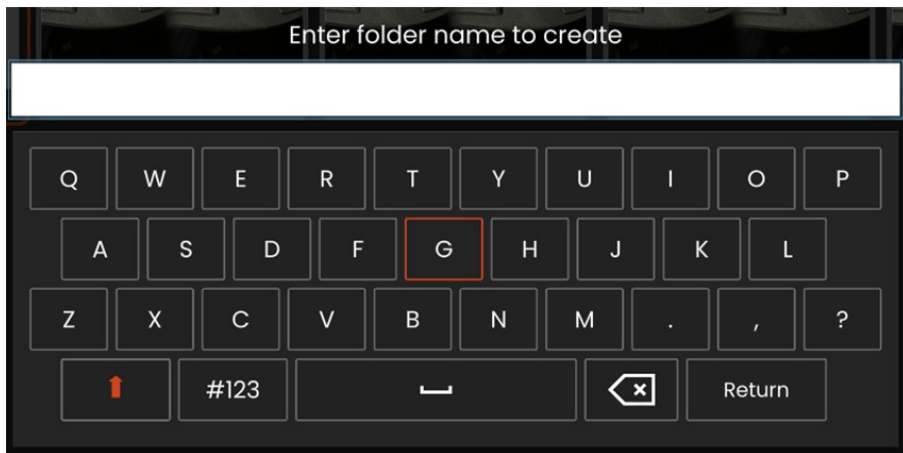 Enter folder name to create
Q W E R T Y U I O P
A S D F G H J K L
Z X C V B N M . , ?
#123 Return